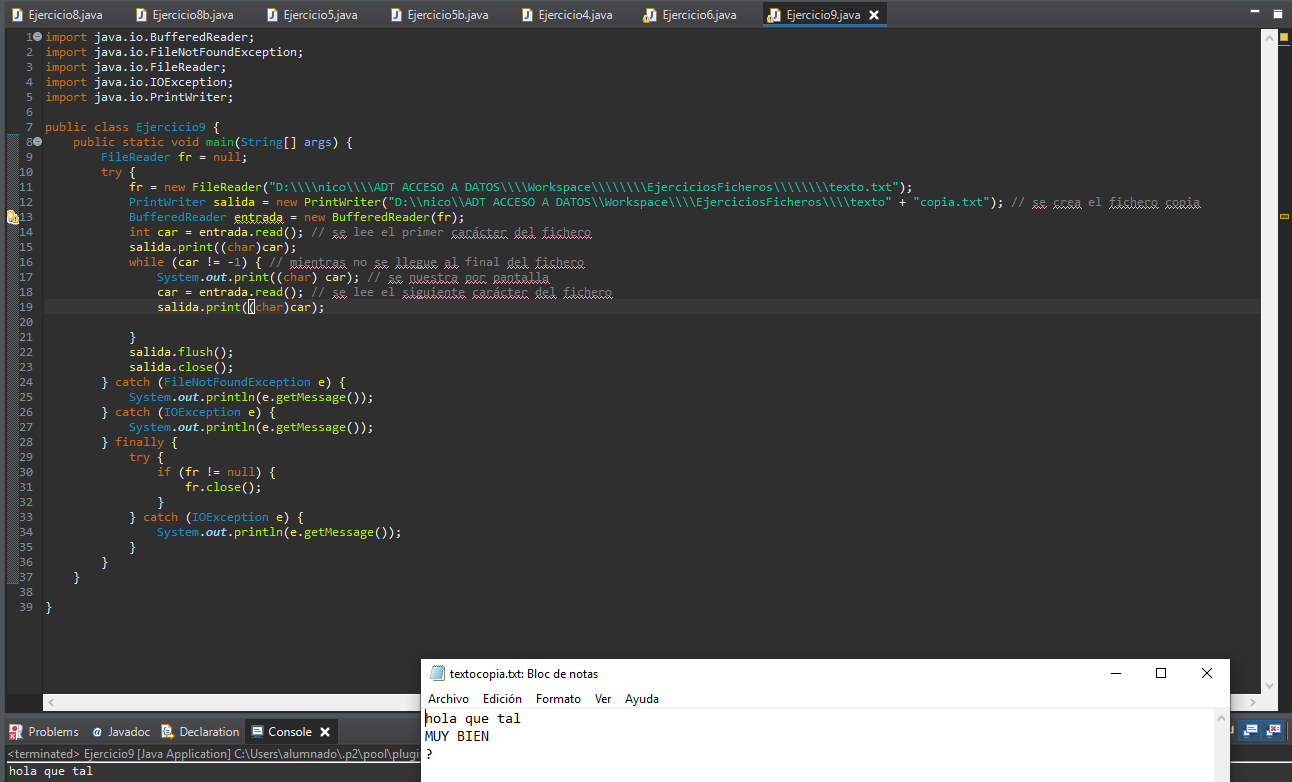 Ejercicio8.java Ejercicio8b.java Ejercicio5.java Ejercicio5b.java Ejercicio4.java Ejercicio6.java Ejercicio9.java
1 import java.io.BufferedReader;
2 import java.io.FileNotFoundException;
3 import java.io.FileReader;
4 import java.io.IOException;
5 import java.io.PrintWriter;
6
7 public class Ejercicio9 {
8 public static void main(String[] args) {
9 FileReader fr = null;
10 try {
11 fr = new FileReader("D:\\\\nico\\\\ADT ACCESO A DATOS\\\\Workspace\\\\\\\\EjerciciosFicheros\\\\\\\\texto.txt");
12 PrintWriter salida = new PrintWriter("D:\\nico\\ADT ACCESO A DATOS\\Workspace\\\\EjerciciosFicheros\\\\texto" + "copia.txt"); // se crea el fichero copia
13 BufferedReader entrada = new BufferedReader(fr);
14 int car = entrada.read(); // se lee el primer carácter del fichero
15 salida.print((char)car);
16 while (car != -1) { // mientras no se llegue al final del fichero
17 System.out.print((char) car); // se nuestra por pantalla
18 car = entrada.read(); // se lee el siguiente carácter del fichero
19 salida.print((char)car);
20
21 }
22 salida.flush();
23 salida.close();
24 } catch (FileNotFoundException e) {
25 System.out.println(e.getMessage());
26 } catch (IOException e) {
27 System.out.println(e.getMessage());
28 } finally {
29 try {
30 if (fr != null) {
31 fr.close();
32 }
33 } catch (IOException e) {
34 System.out.println(e.getMessage());
35 }
36 }
37 }
38
39 }
textocopia.txt: Bloc de notas
Archivo Edición Formato Ver Ayuda
hola que tal
MUY BIEN
?
Problems Javadoc Declaration Console
<terminated> Ejercicio9 [Java Application] C:\Users\alumnado\.p2\pool\plugi
hola que tal